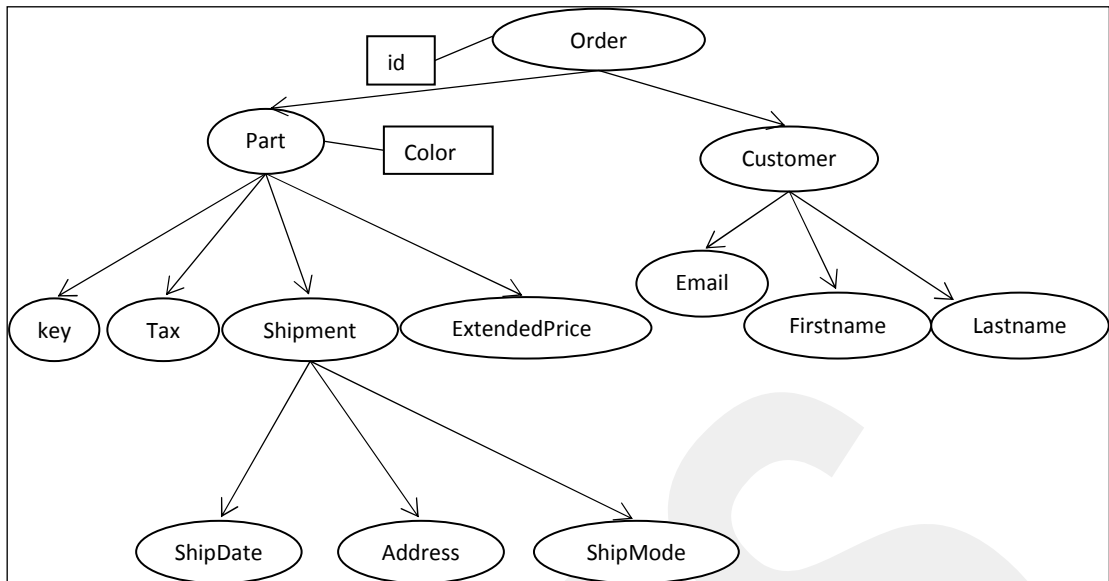 Order
id
Part
Color
Customer
Email
key
Tax
Shipment
ExtendedPrice
Firstname
Lastname
ShipDate
Address
ShipMode